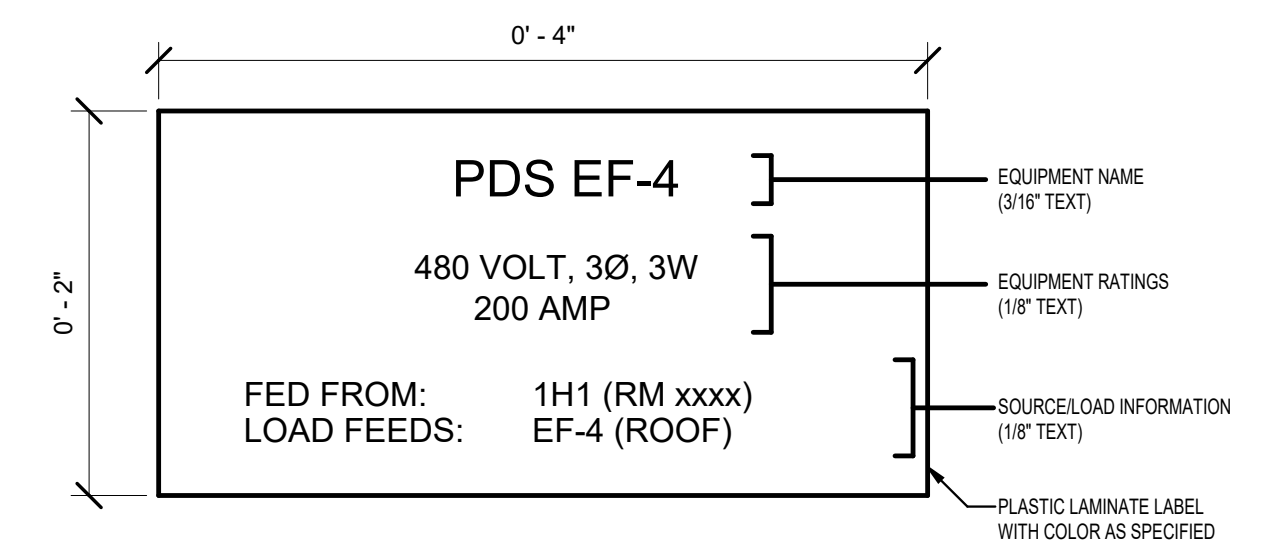 0' - 4"
0' - 2"
PDS EF-4
EQUIPMENT NAME
(3/16" TEXT)
480 VOLT, 3Ø, 3W
200 AMP
EQUIPMENT RATINGS
(1/8" TEXT)
FED FROM: 1H1 (RM xxxx)
LOAD FEEDS: EF-4 (ROOF)
SOURCE/LOAD INFORMATION
(1/8" TEXT)
PLASTIC LAMINATE LABEL
WITH COLOR AS SPECIFIED